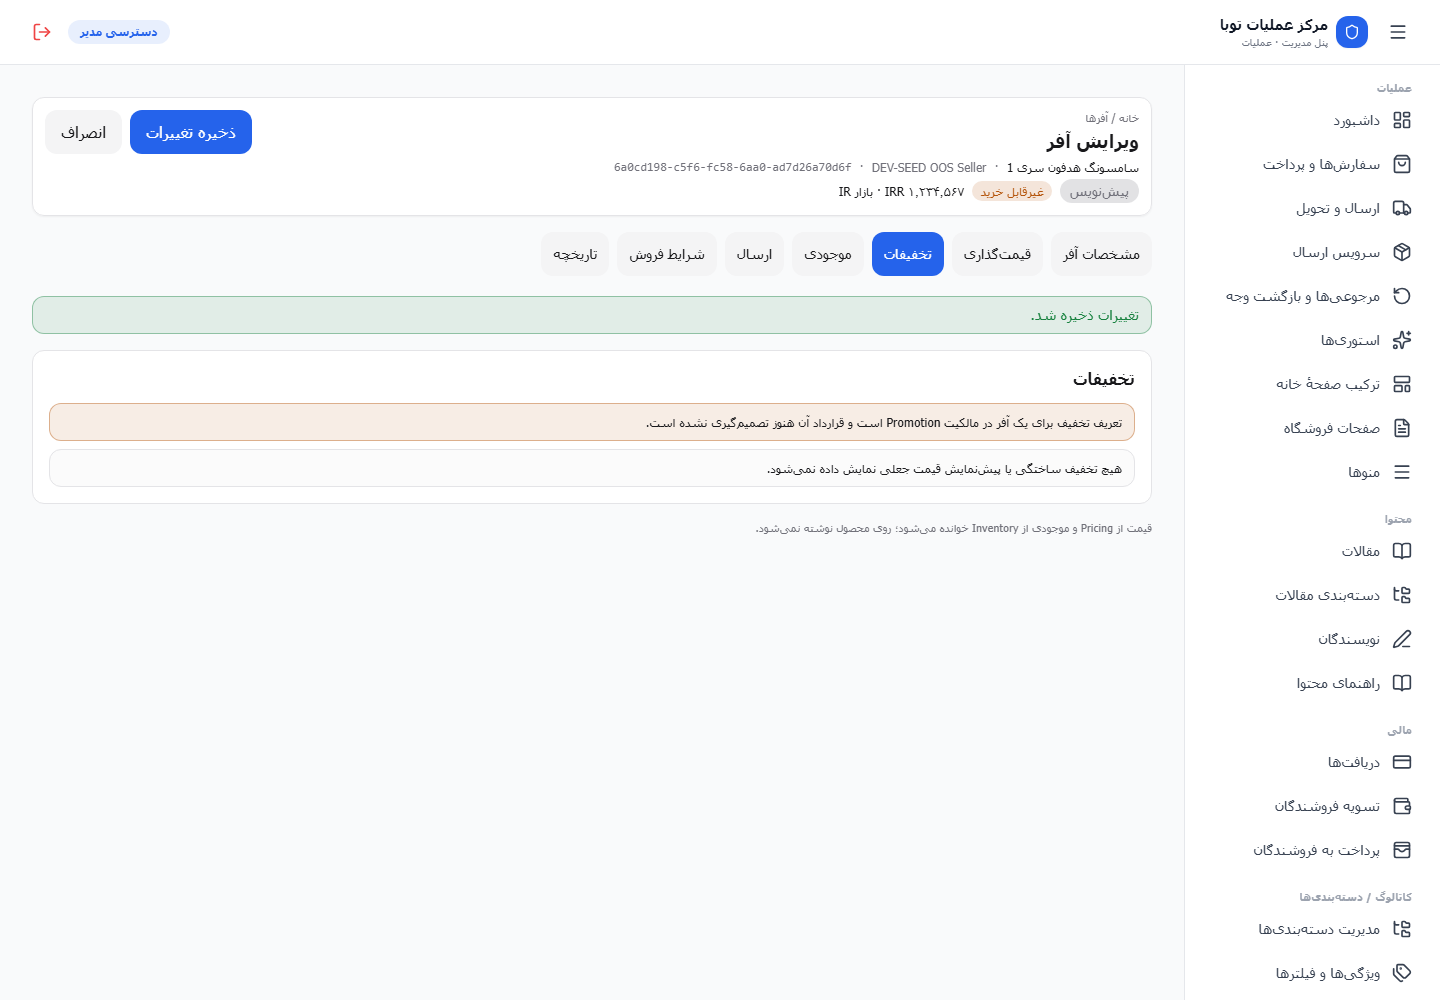 مرکز عملیات توبا
پنل مدیریت · عملیات
دسترسی مدیر
عملیات
داشبورد
سفارش‌ها و پرداخت
ارسال و تحویل
سرویس ارسال
مرجوعی‌ها و بازگشت وجه
استوری‌ها
ترکیب صفحهٔ خانه
صفحات فروشگاه
منوها
محتوا
مقالات
دسته‌بندی مقالات
نویسندگان
راهنمای محتوا
مالی
دریافت‌ها
تسویه فروشندگان
پرداخت به فروشندگان
کاتالوگ / دسته‌بندی‌ها
مدیریت دسته‌بندی‌ها
ویژگی‌ها و فیلترها
خانه / آفرها
ویرایش آفر
سامسونگ هدفون سری 1 · DEV-SEED OOS Seller · 6a0cd198-c5f6-fc58-6aa0-ad7d26a70d6f
پیش‌نویس غیرقابل خرید ۱,۲۳۴,۵۶۷ IRR · بازار IR
ذخیره تغییرات
انصراف
مشخصات آفر قیمت‌گذاری تخفیفات موجودی ارسال شرایط فروش تاریخچه
تغییرات ذخیره شد.
تخفیفات
تعریف تخفیف برای یک آفر در مالکیت Promotion است و قرارداد آن هنوز تصمیم‌گیری نشده است.
هیچ تخفیف ساختگی یا پیش‌نمایش قیمت جعلی نمایش داده نمی‌شود.
قیمت از Pricing و موجودی از Inventory خوانده می‌شود؛ روی محصول نوشته نمی‌شود.